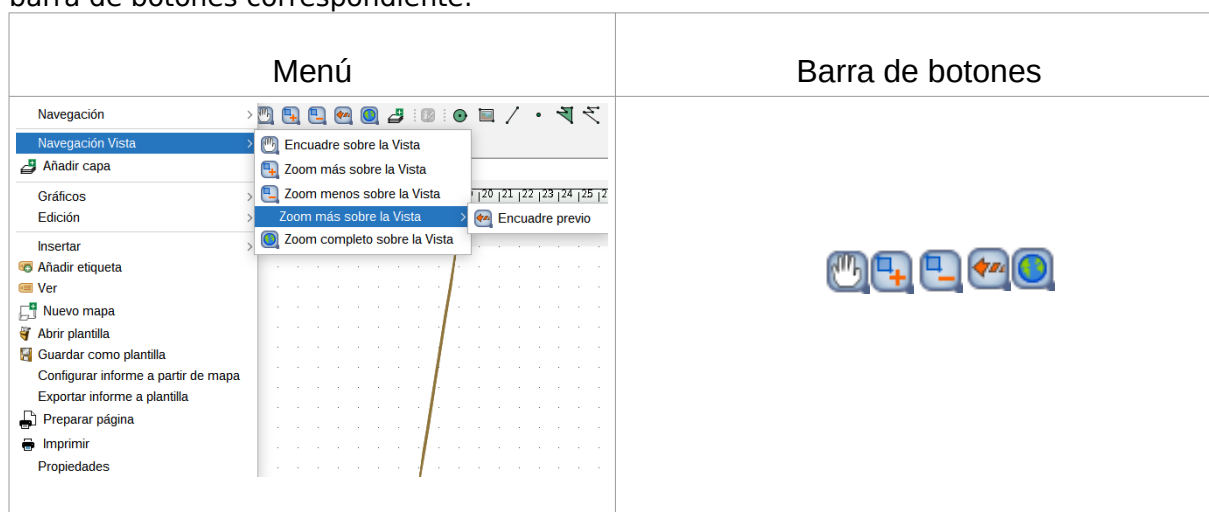 barra de botones correspondiente:
Menú
Barra de botones
Navegación
Navegación Vista
Encuadre sobre la Vista
Añadir capa
Zoom más sobre la Vista
Gráficos
Zoom menos sobre la Vista
20 21 22 23 24 25
Edición
Zoom más sobre la Vista
Encuadre previo
Insertar
Zoom completo sobre la Vista
Añadir etiqueta
Ver
Nuevo mapa
Abrir plantilla
Guardar como plantilla
Configurar informe a partir de mapa
Exportar informe a plantilla
Preparar página
Imprimir
Propiedades